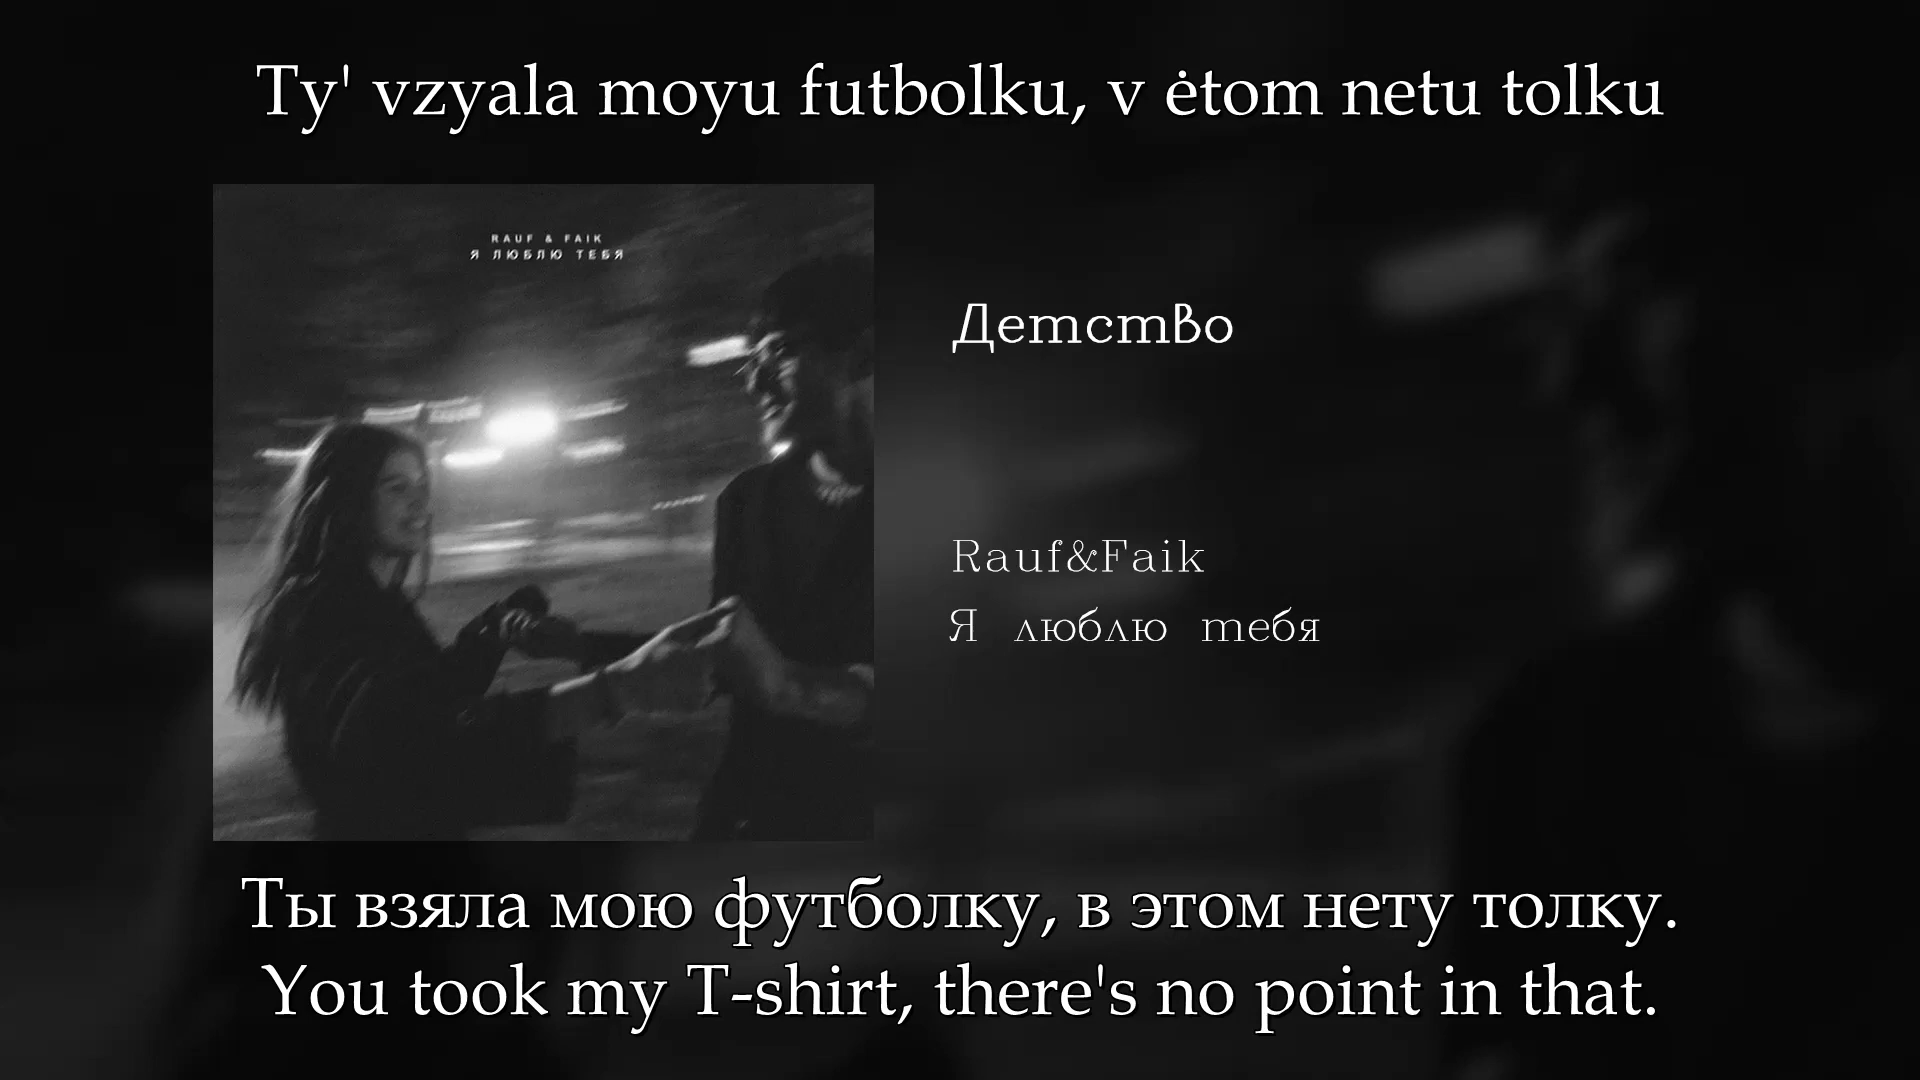 Ty' vzyala moyu futbolku, v ėtom netu tolku
RAUF & FAIK
Я ЛЮБЛЮ ТЕБЯ
Детство
Rauf&Faik
Я люблю тебя
Ты взяла мою футболку, в этом нету толку.
You took my T-shirt, there's no point in that.